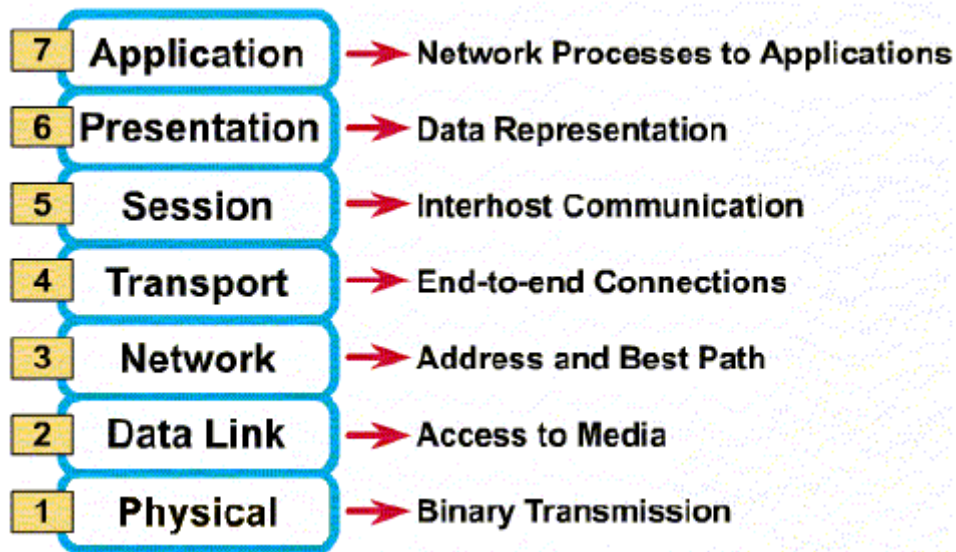 7 Application Network Processes to Applications
6 Presentation Data Representation
5 Session Interhost Communication
4 Transport End-to-end Connections
3 Network Address and Best Path
2 Data Link Access to Media
1 Physical Binary Transmission